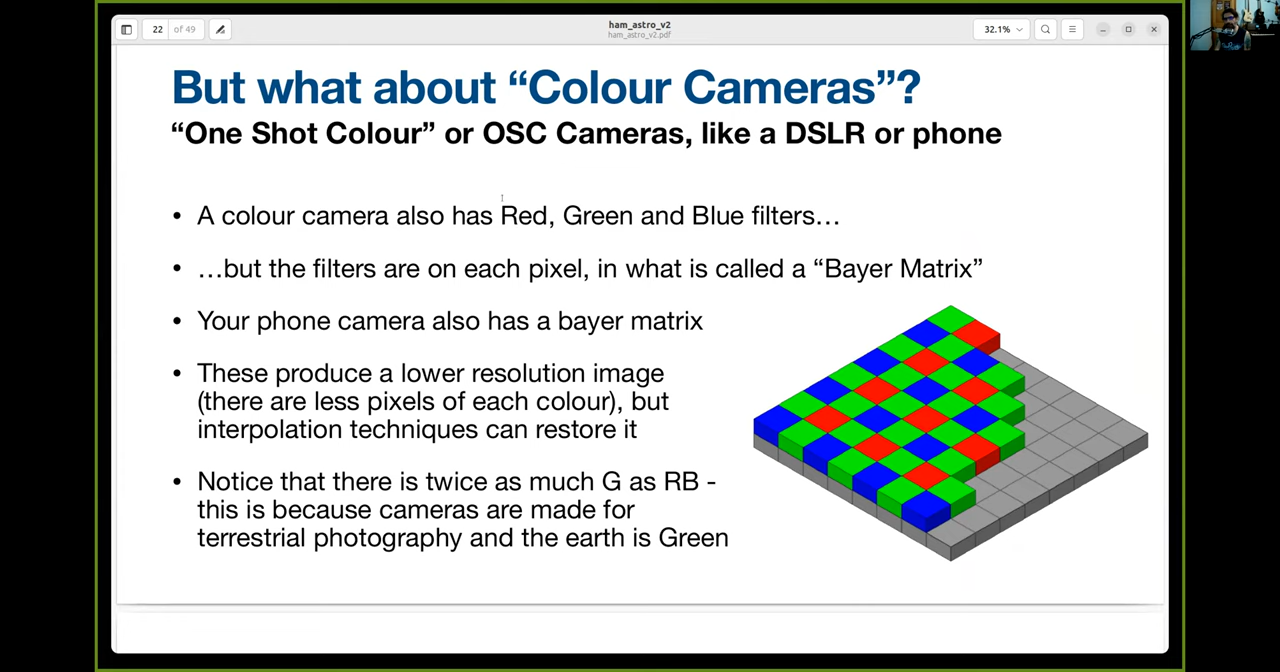 22 of 49
ham_astro_v2
ham_astro_v2.pdf
32.1%
But what about “Colour Cameras”?
“One Shot Colour” or OSC Cameras, like a DSLR or phone
• A colour camera also has Red, Green and Blue filters…
• …but the filters are on each pixel, in what is called a “Bayer Matrix”
• Your phone camera also has a bayer matrix
• These produce a lower resolution image
(there are less pixels of each colour), but
interpolation techniques can restore it
• Notice that there is twice as much G as RB -
this is because cameras are made for
terrestrial photography and the earth is Green